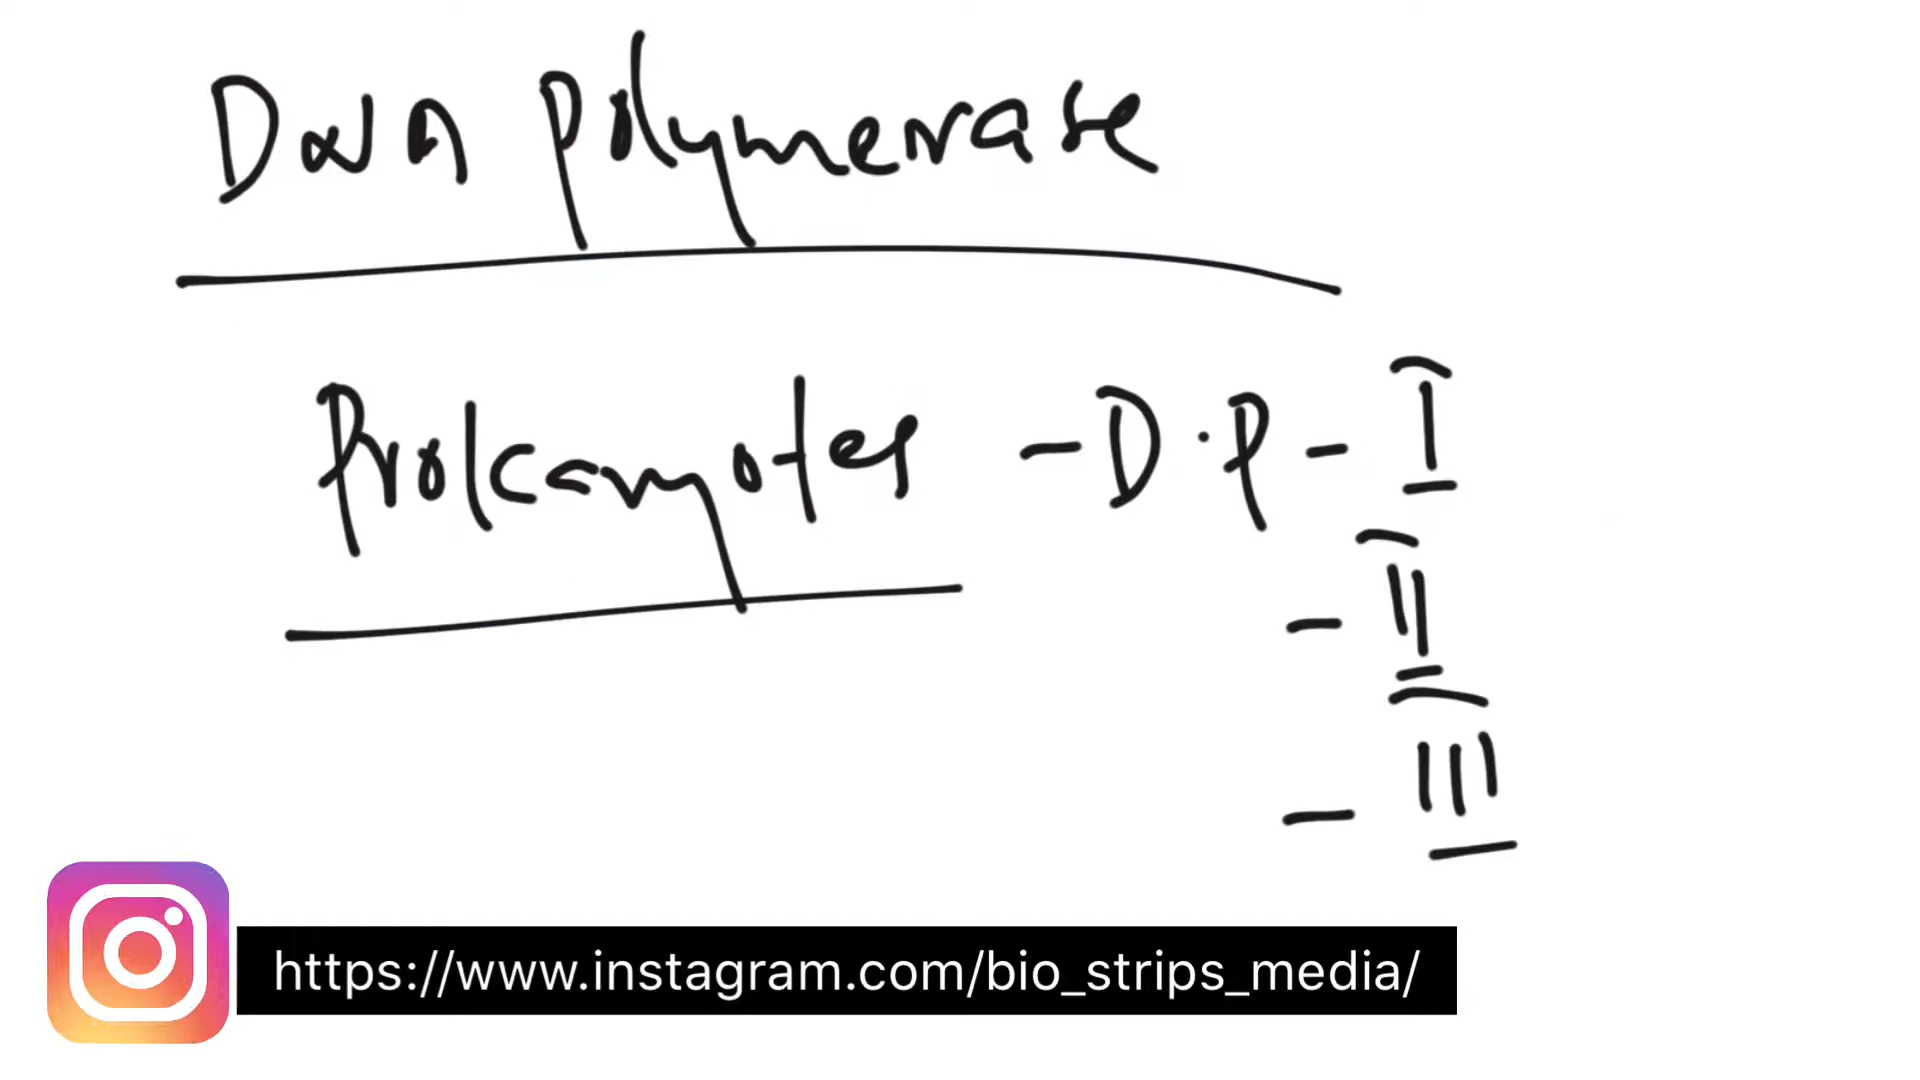 DNA Polymerase
Prokaryotes - D.P - I
- II
- III
https://www.instagram.com/bio_strips_media/